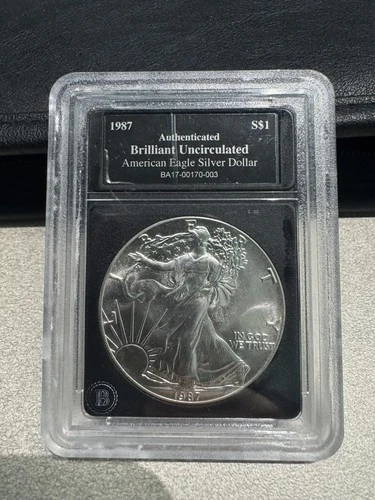 1987 S$1
Authenticated
Brilliant Uncirculated
American Eagle Silver Dollar
BA17-00170-003
LIBERTY
IN GOD
WE TRUST
1987
B